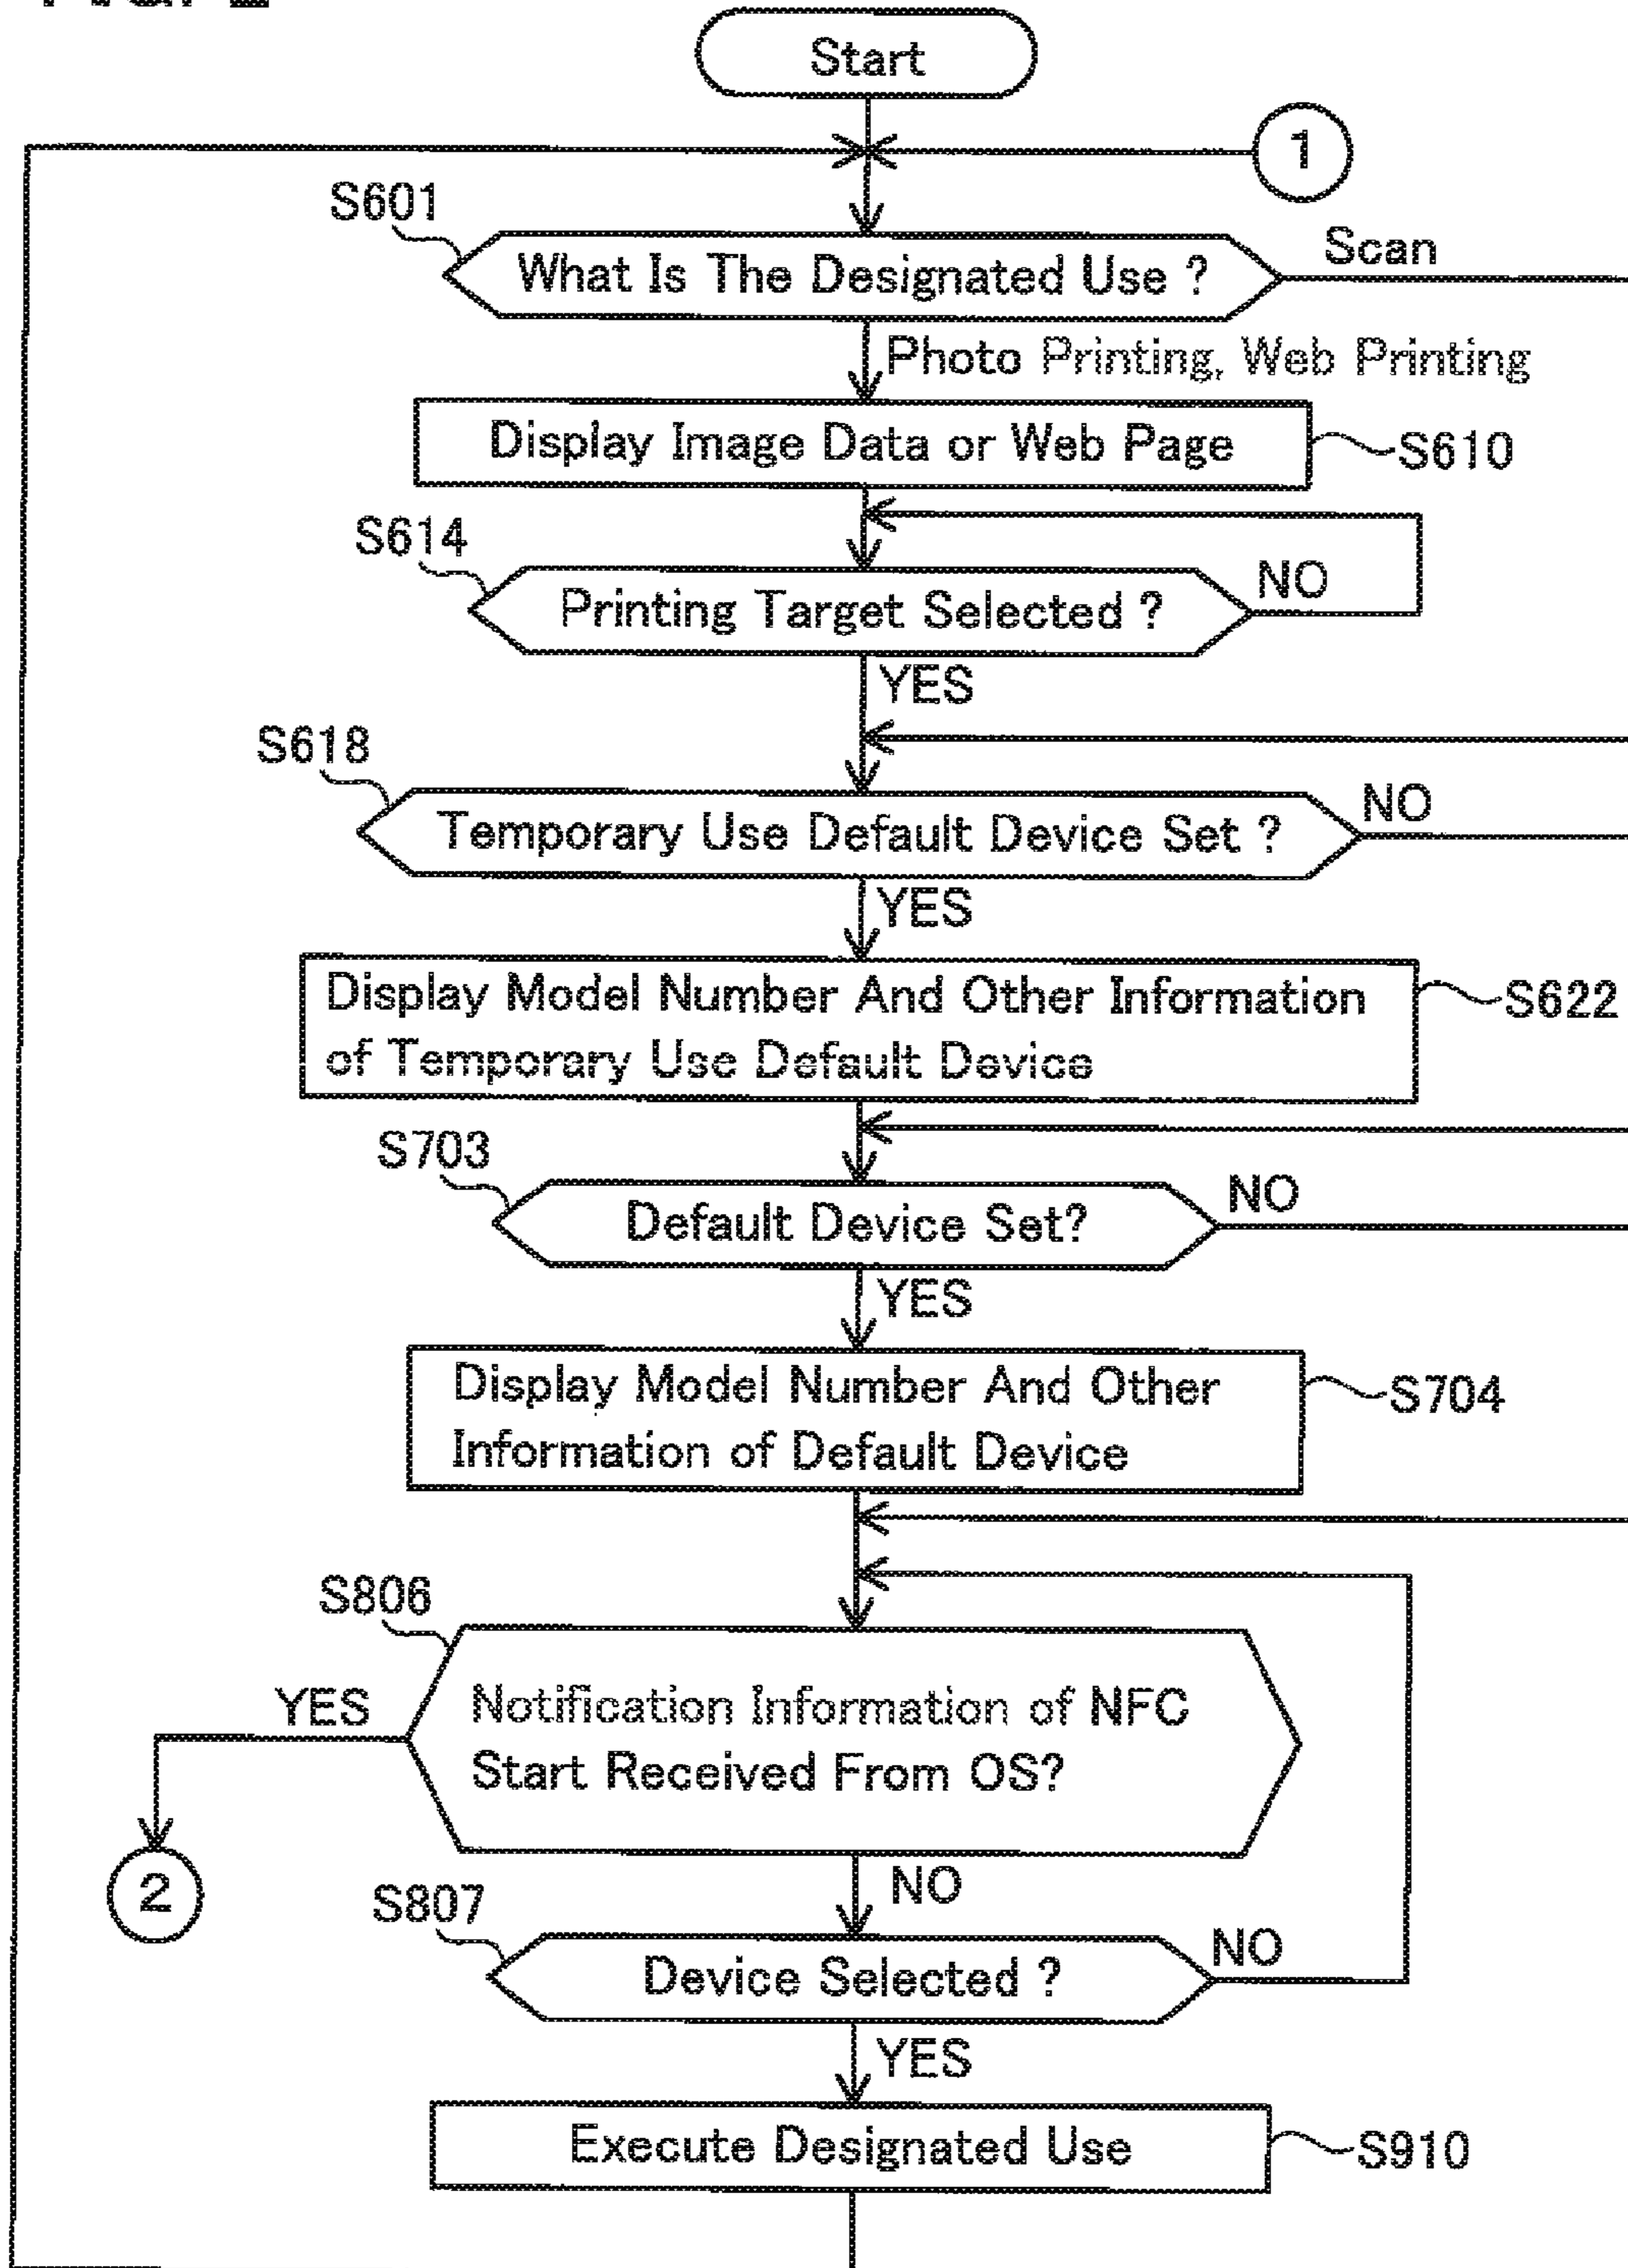 Start
1
S601
What Is The Designated Use ?
Scan
Photo Printing, Web Printing
Display Image Data or Web Page
S610
S614
Printing Target Selected ?
NO
YES
S618
Temporary Use Default Device Set ?
NO
YES
Display Model Number And Other Information
of Temporary Use Default Device
S622
S703
Default Device Set?
NO
YES
Display Model Number And Other
Information of Default Device
S704
S806
YES
Notification Information of NFC
Start Received From OS?
2
NO
S807
Device Selected ?
NO
YES
Execute Designated Use
S910